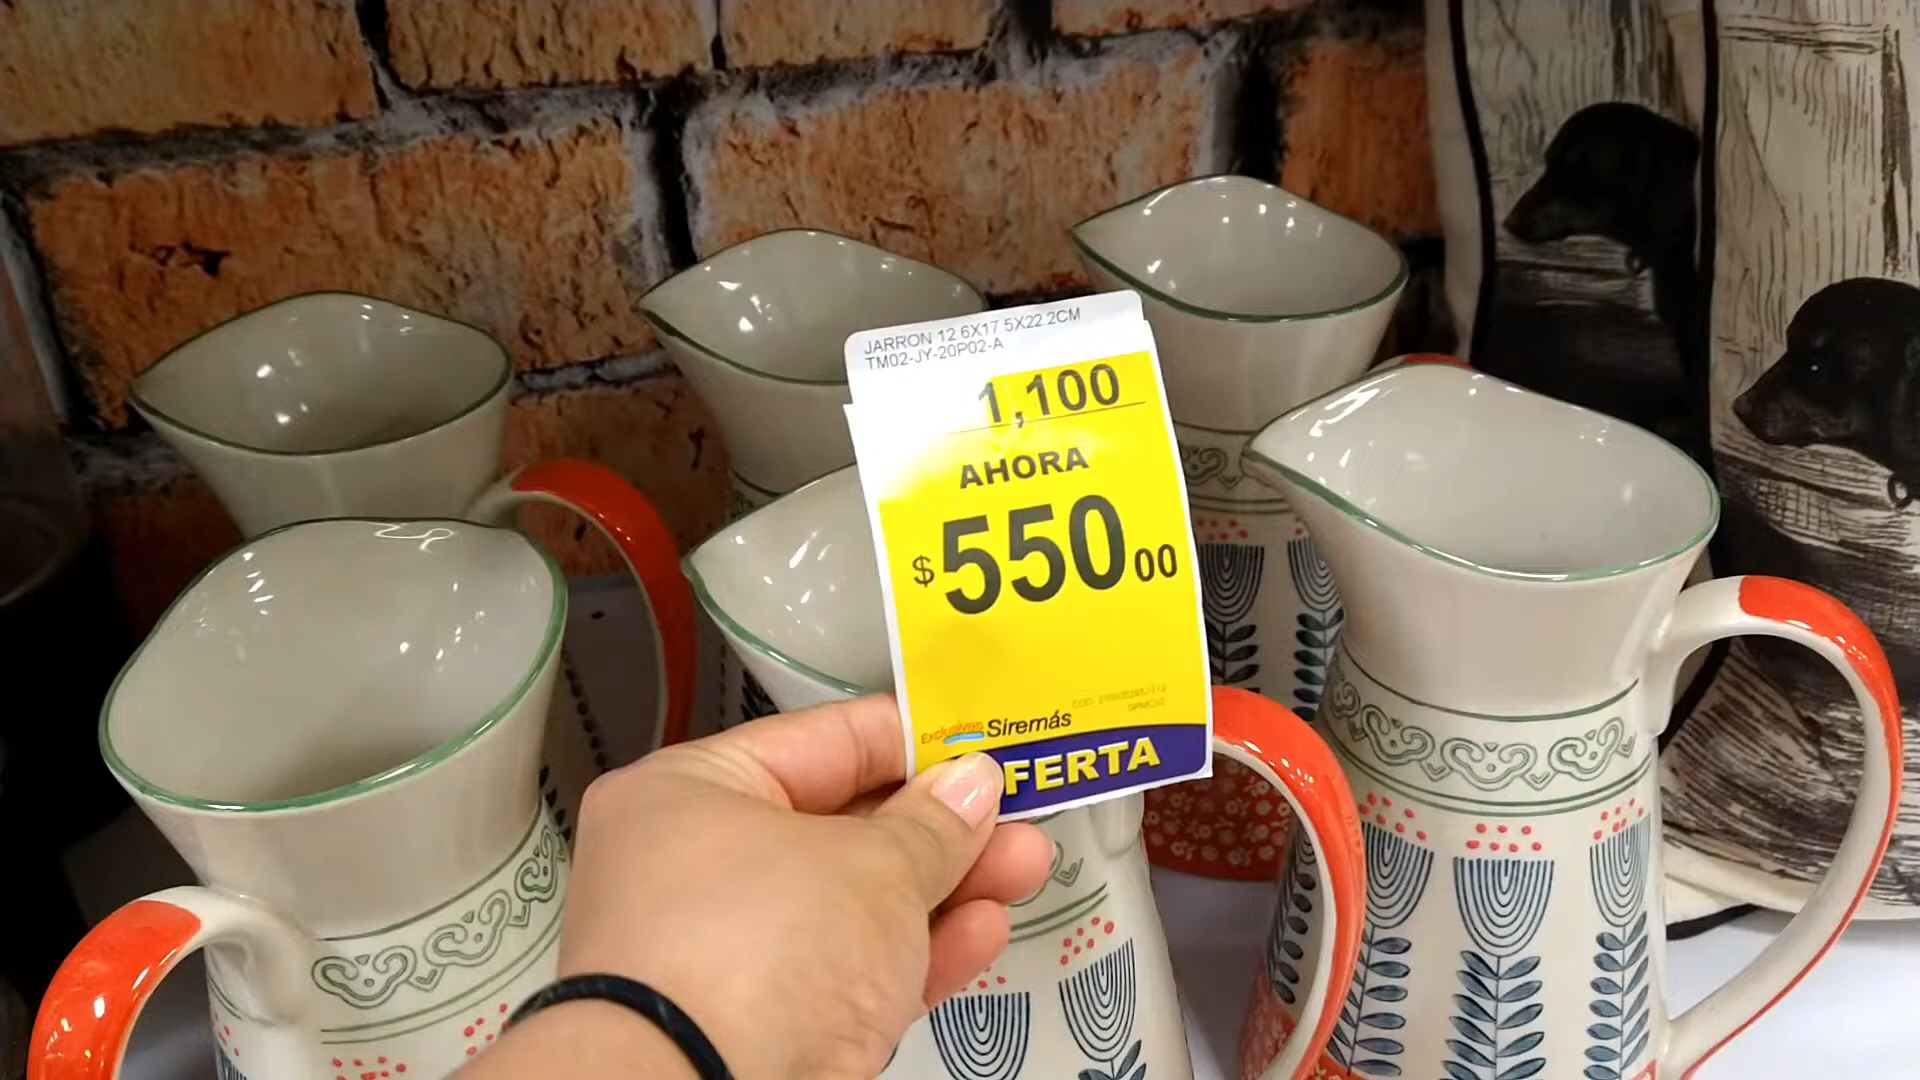 JARRON 12.6X17.5X22.2CM
TM02-JY-20P02-A
1,100
AHORA
$550.00
Exclusivas Siremás
FERTA